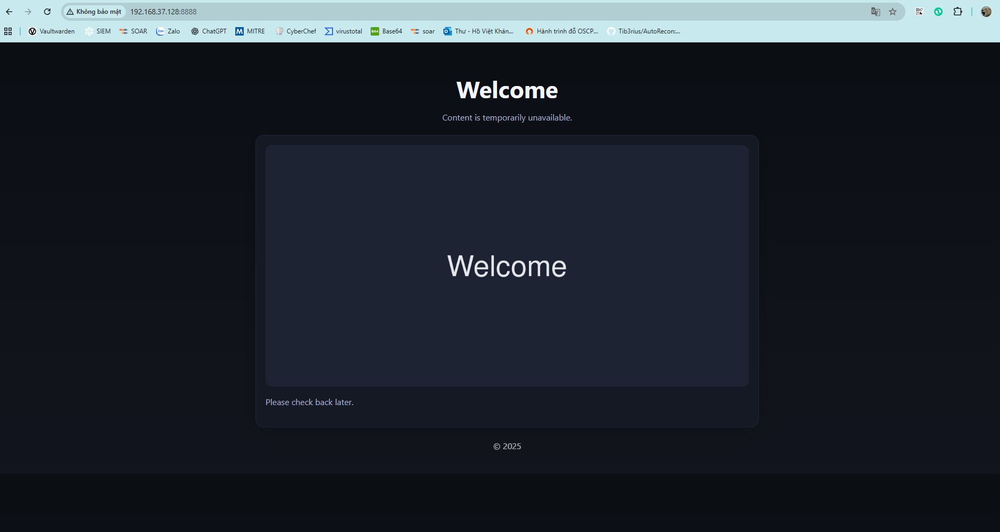 Không bảo mật 192.168.37.128:8888
Vaultwarden SIEM SOAR Zalo ChatGPT MITRE CyberChef virustotal B64 Base64 soar Thư - Hồ Việt Khán... Hành trình đỗ OSCP... Tib3rius/AutoRecon:...
Welcome
Content is temporarily unavailable.
Welcome
Please check back later.
© 2025